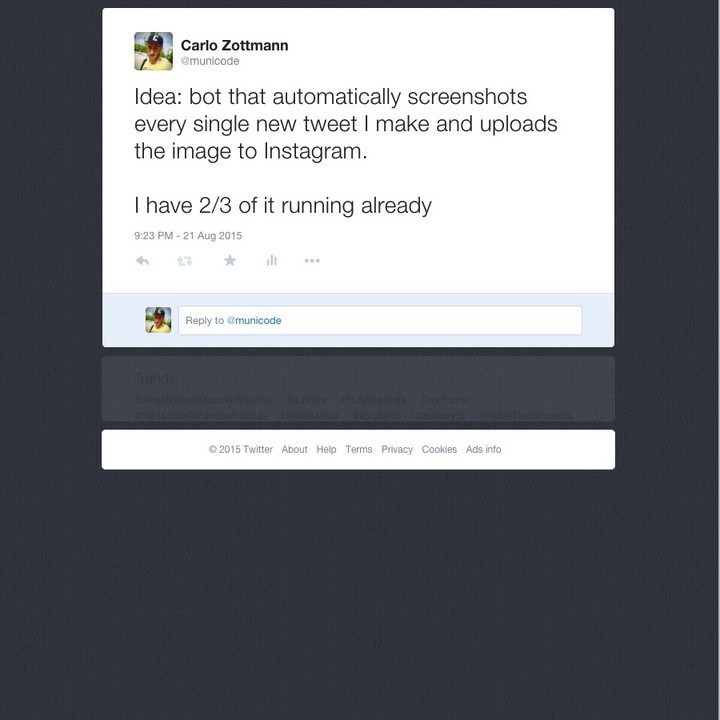 Carlo Zottmann
@municode
Idea: bot that automatically screenshots
every single new tweet I make and uploads
the image to Instagram.
I have 2/3 of it running already
9:23 PM - 21 Aug 2015
Reply to @municode
Trends
© 2015 Twitter About Help Terms Privacy Cookies Ads info